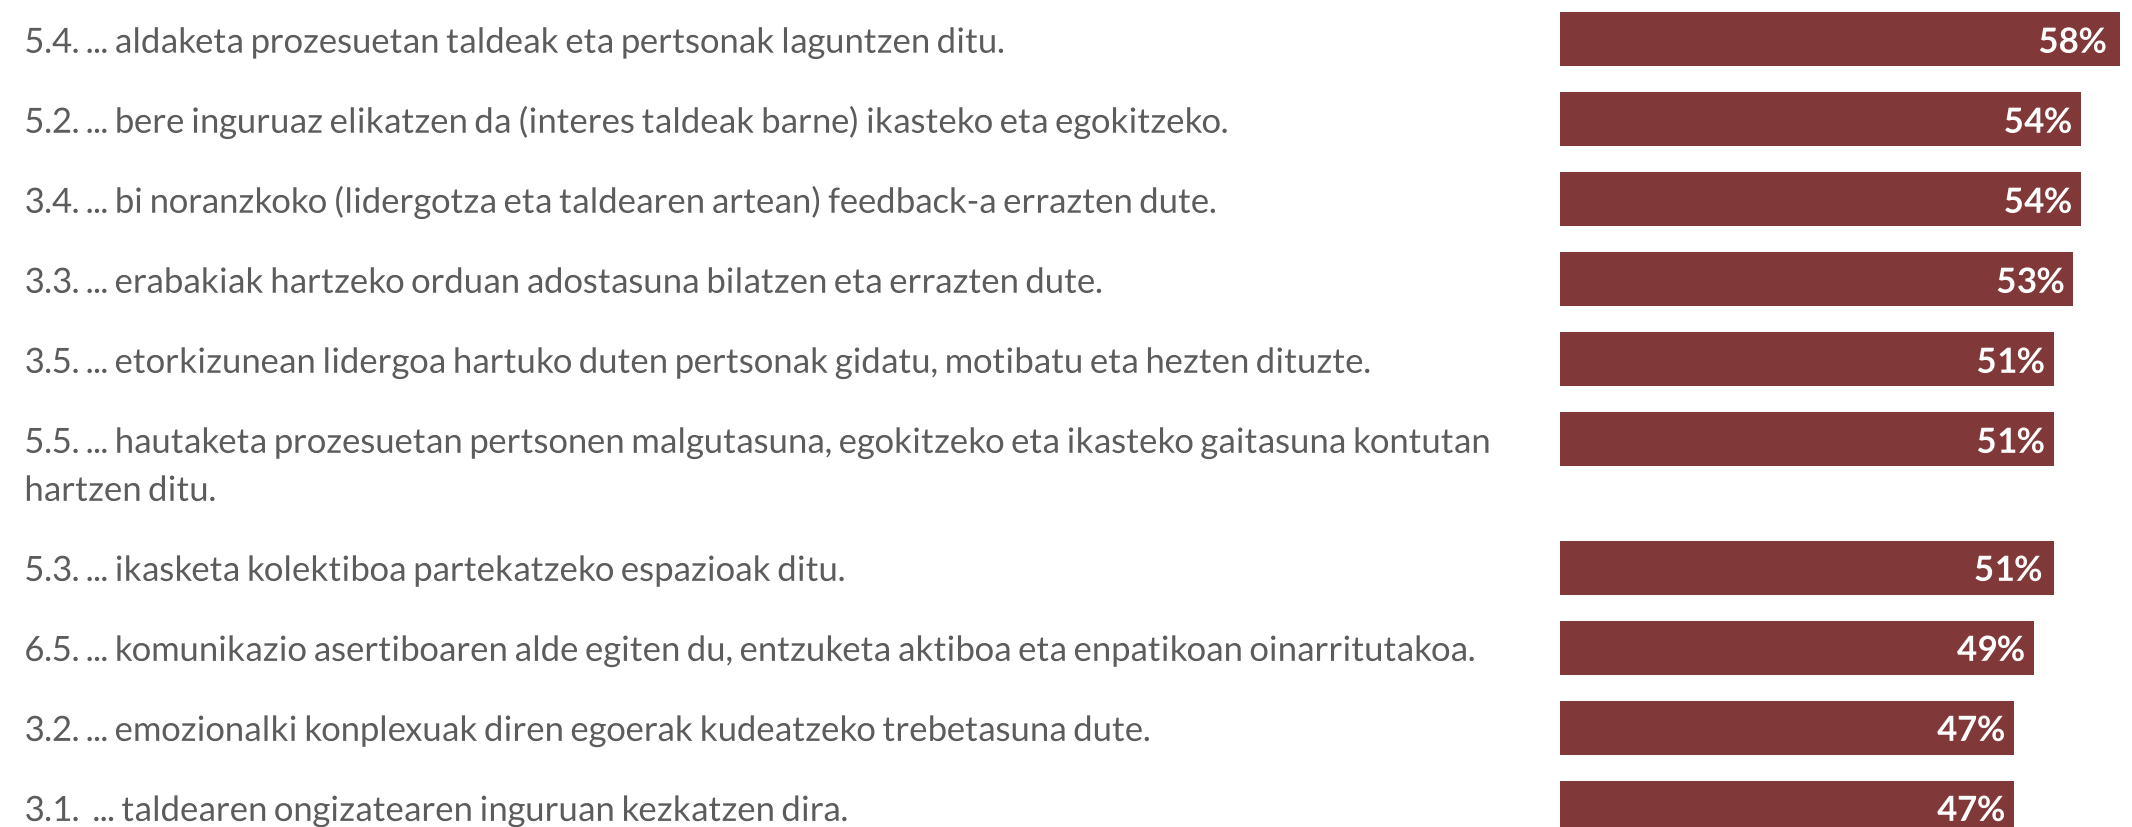 5.4. ... aldaketa prozesuetan taldeak eta pertsonak laguntzen ditu. 58%
5.2. ... bere inguruaz elikatzen da (interes taldeak barne) ikasteko eta egokitzeko. 54%
3.4. ... bi noranzkoko (lidergotza eta taldearen artean) feedback-a errazten dute. 54%
3.3. ... erabakiak hartzeko orduan adostasuna bilatzen eta errazten dute. 53%
3.5. ... etorkizunean lidergoa hartuko duten pertsonak gidatu, motibatu eta hezten dituzte. 51%
5.5. ... hautaketa prozesuetan pertsonen malgutasuna, egokitzeko eta ikasteko gaitasuna kontutan 51%
hartzen ditu.
5.3. ... ikasketa kolektiboa partekatzeko espazioak ditu. 51%
6.5. ... komunikazio asertiboaren alde egiten du, entzuketa aktiboa eta enpatikoan oinarritutakoa. 49%
3.2. ... emozionalki konplexuak diren egoerak kudeatzeko trebetasuna dute. 47%
3.1. ... taldearen ongizatearen inguruan kezkatzen dira. 47%